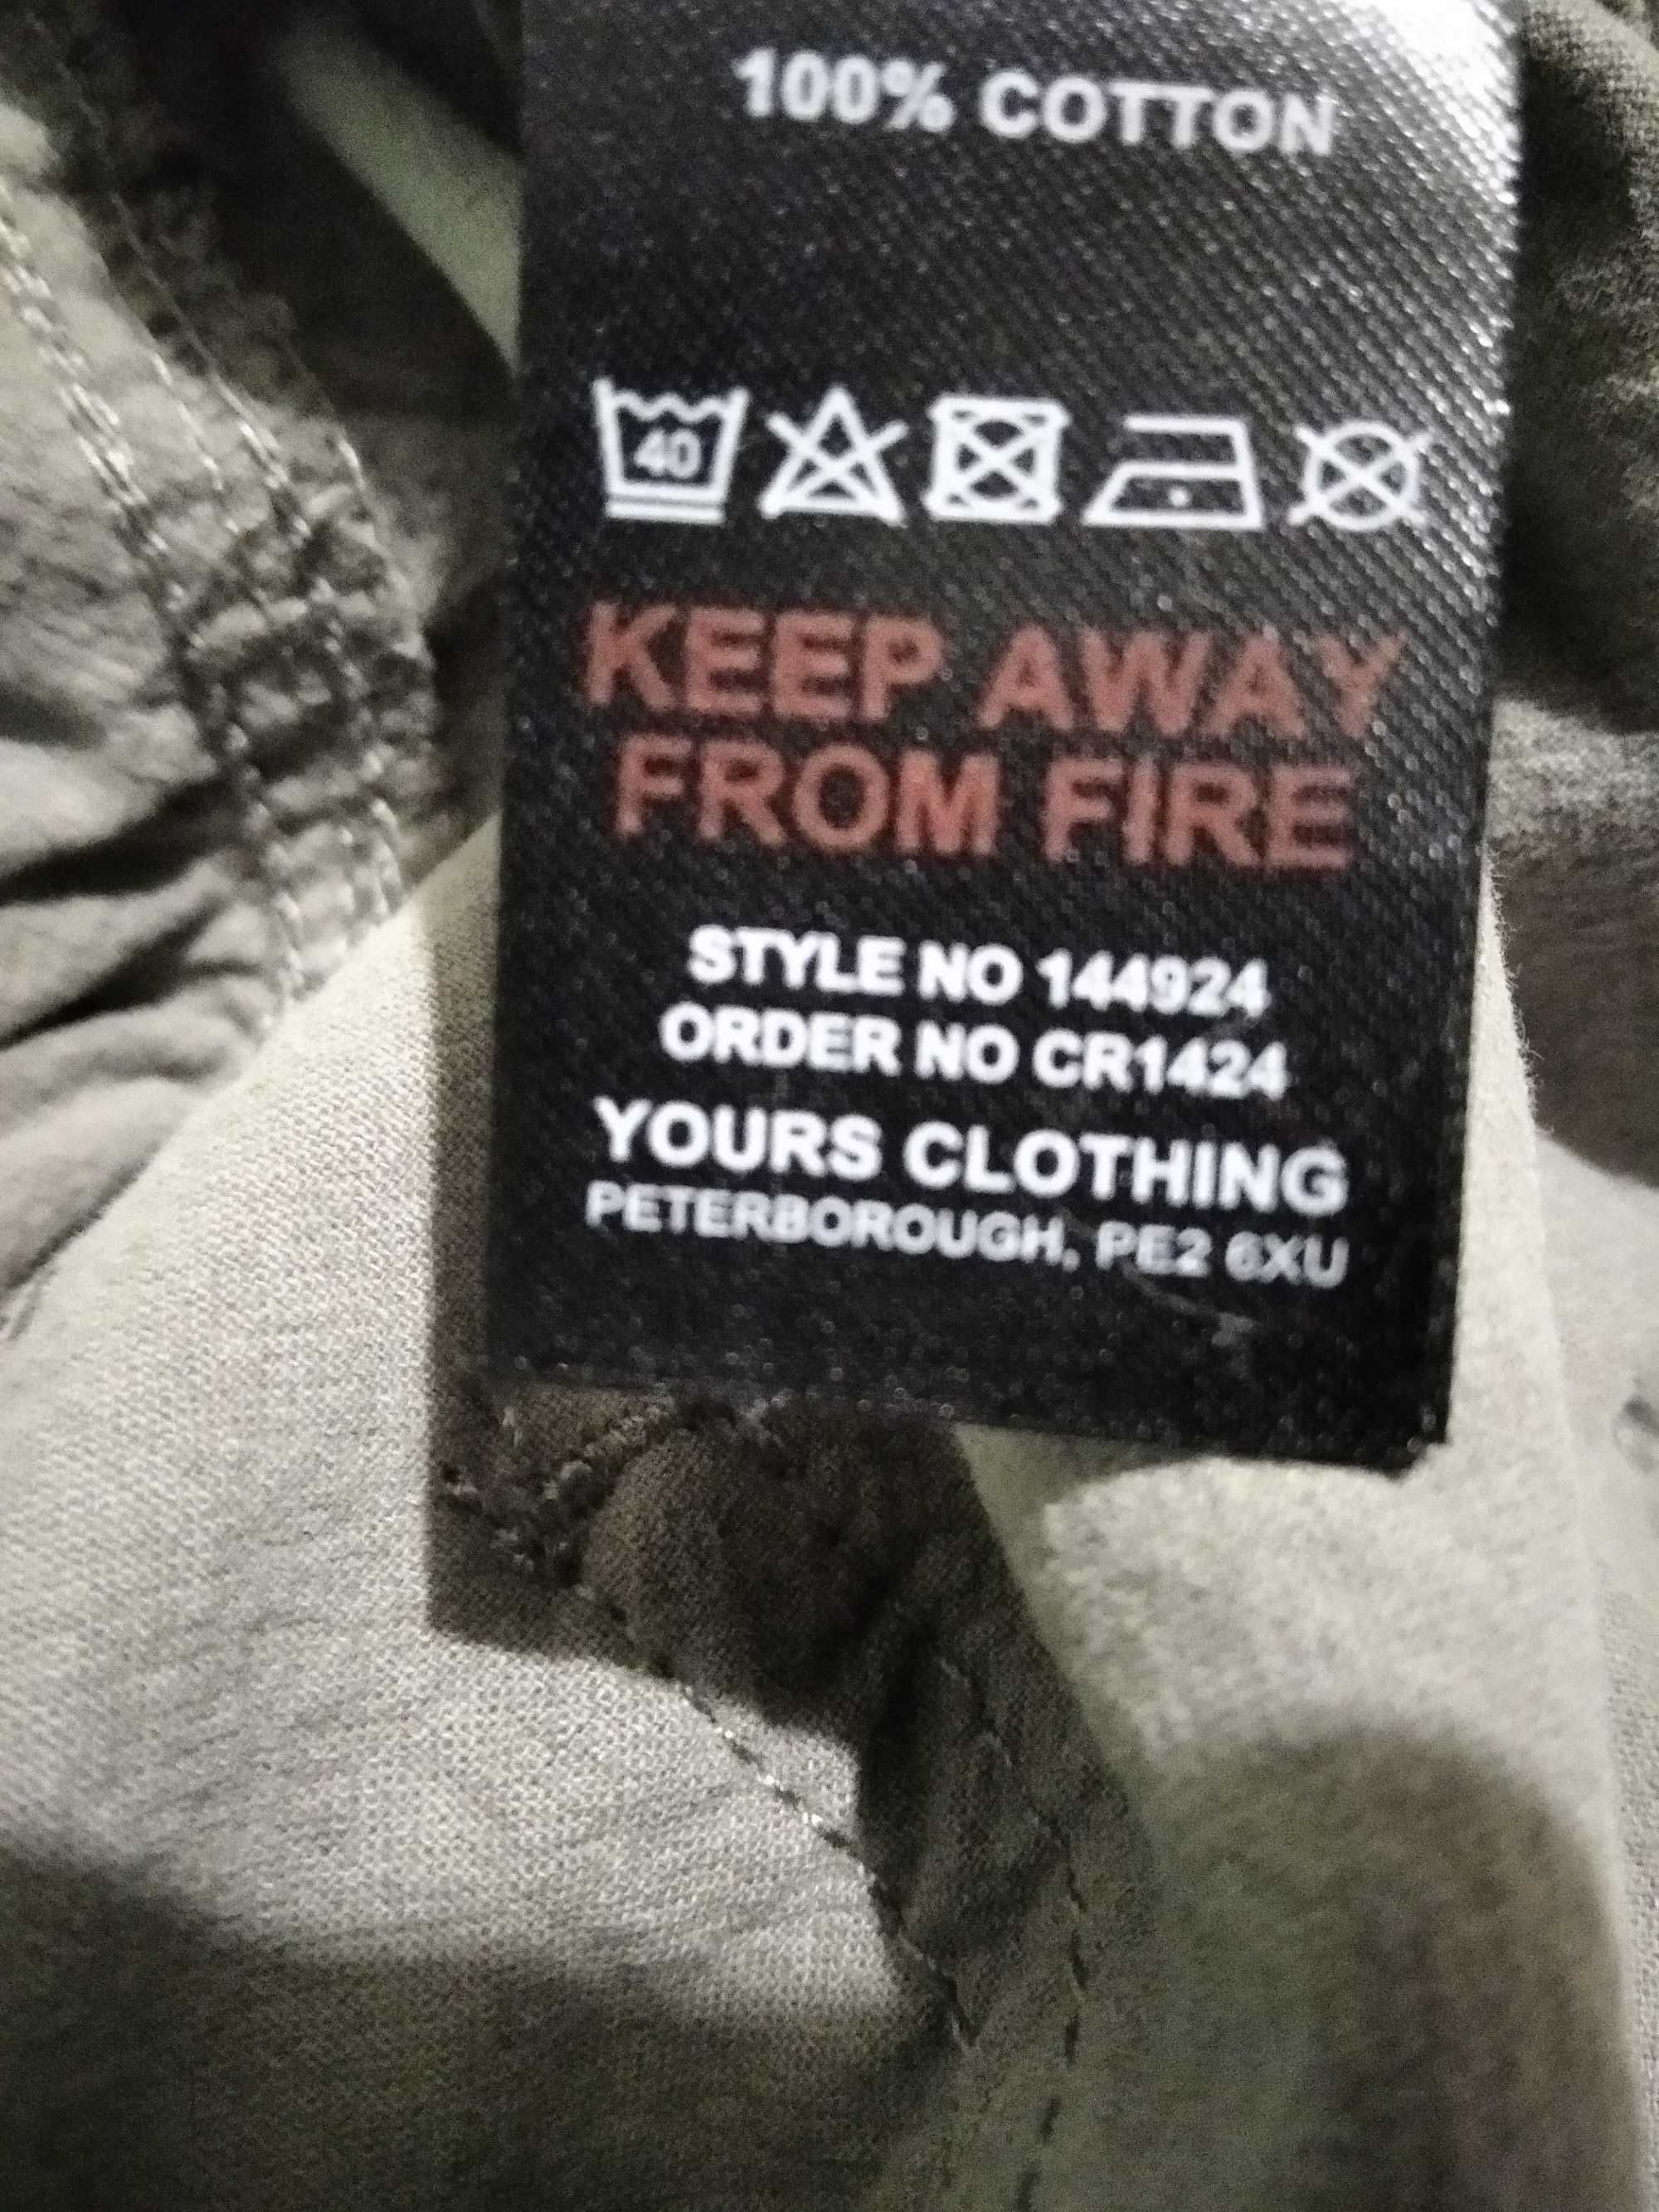 100% COTTON
40
KEEP AWAY
FROM FIRE
STYLE NO 144924
ORDER NO CR1424
YOURS CLOTHING
PETERBOROUGH, PE2 6XU